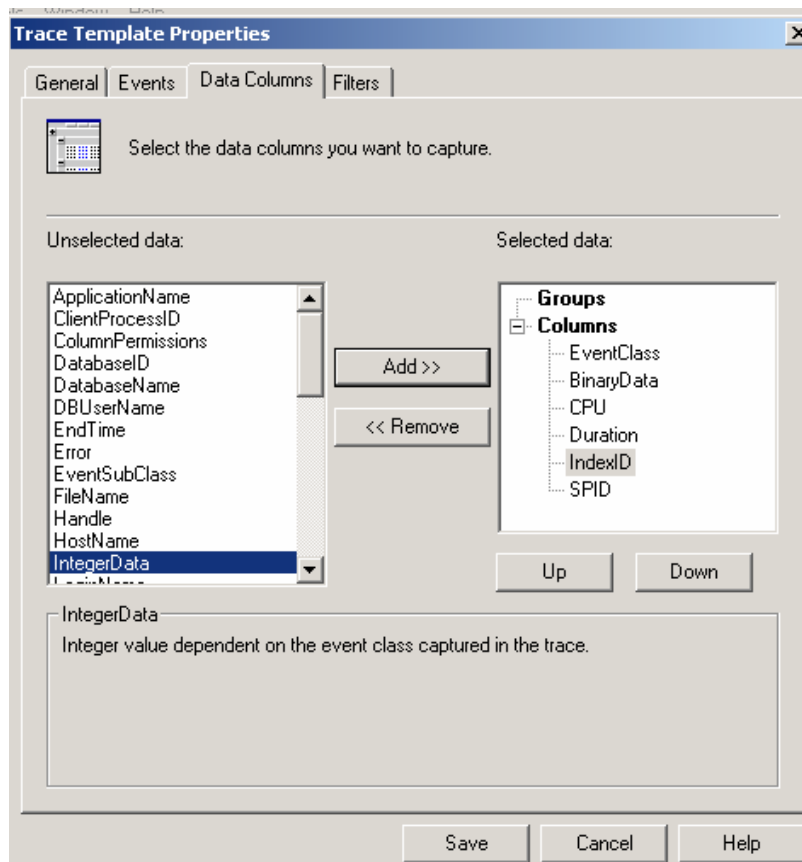 Window Help
Trace Template Properties
General Events Data Columns Filters
Select the data columns you want to capture.
Unselected data:
Selected data:
ApplicationName
ClientProcessID
ColumnPermissions
DatabaseID
DatabaseName
DBUserName
EndTime
Error
EventSubClass
FileName
Handle
HostName
IntegerData
LoginName
Add >>
<< Remove
Groups
Columns
EventClass
BinaryData
CPU
Duration
IndexID
SPID
Up Down
IntegerData
Integer value dependent on the event class captured in the trace.
Save Cancel Help